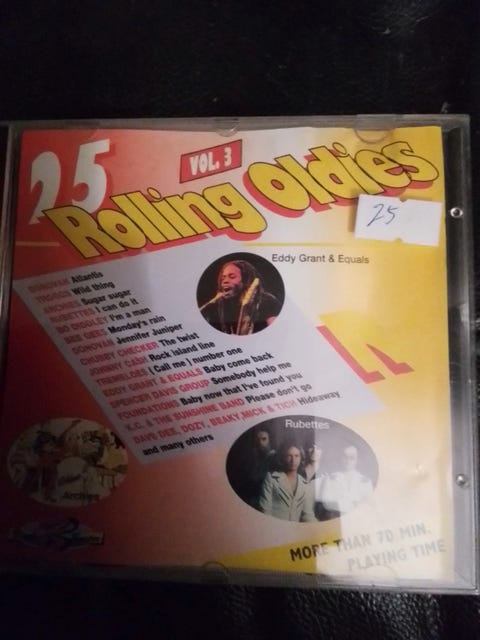 25
VOL. 3
Rolling Oldies
25
Eddy Grant & Equals
DONOVAN Atlantis
TROGGS Wild thing
ARCHIES Sugar sugar
RUBETTES I can do it
BO DIDDLEY I'm a man
BEE GEES Monday's rain
DONOVAN Jennifer Juniper
CHUBBY CHECKER The twist
JOHNNY CASH Rock island line
TREMELOES (Call me) number one
EDDY GRANT & EQUALS Baby come back
SPENCER DAVIS GROUP Somebody help me
FOUNDATIONS Baby now that I've found you
K.C. & THE SUNSHINE BAND Please don't go
DAVE DEE, DOZY, BEAKY, MICK & TICH Hideaway
and many others
Rubettes
Archies
MORE THAN 70 MIN.
PLAYING TIME